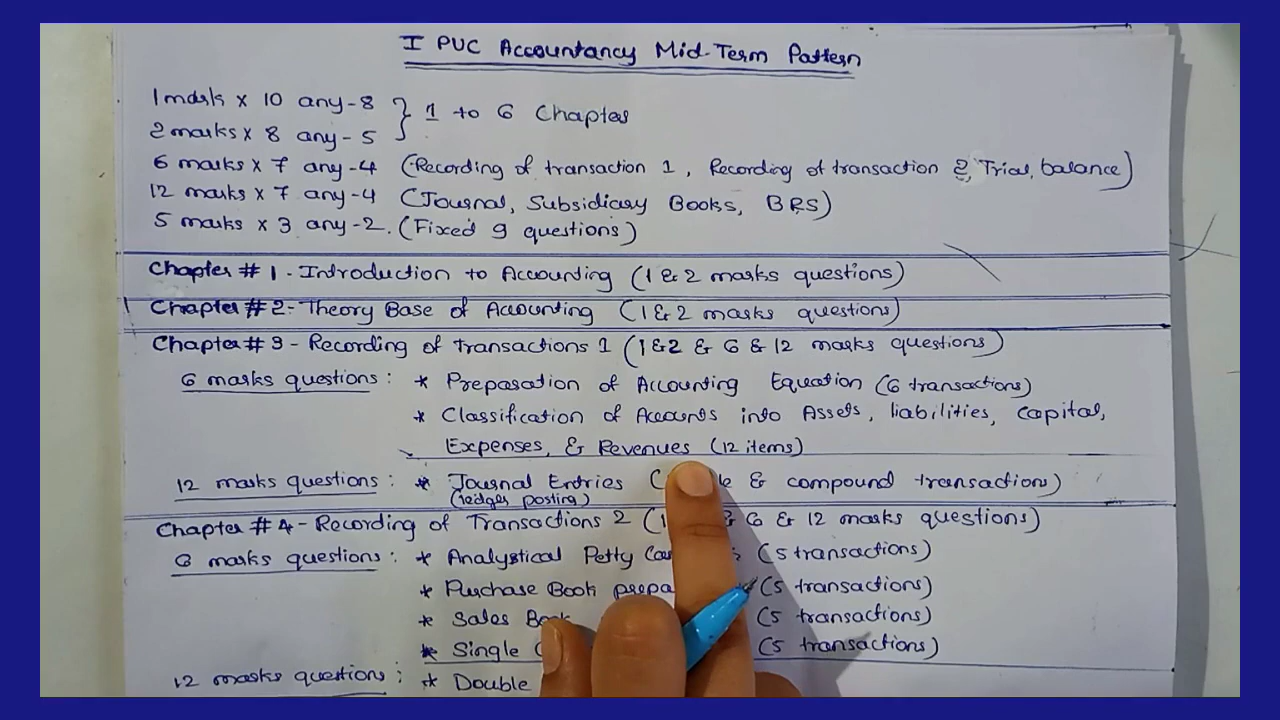 I PUC Accountancy Mid-Term Pattern
1 mark x 10 any-8 } 1 to 6 Chapter
2 marks x 8 any-5
6 marks x 7 any-4 (Recording of transaction 1, Recording of transaction 2, Trial balance)
12 marks x 7 any-4 (Journal, Subsidiary Books, BRS)
5 marks x 3 any-2. (Fixed 9 questions)
Chapter # 1 - Introduction to Accounting (1 & 2 marks questions)
Chapter # 2 - Theory Base of Accounting (1 & 2 marks questions)
Chapter # 3 - Recording of Transactions 1 (1 & 2 & 6 & 12 marks questions)
6 marks questions : * Preparation of Accounting Equation (6 transactions)
* Classification of Accounts into Assets, liabilities, Capital,
Expenses, & Revenues (12 items)
12 marks questions : * Journal Entries ( & compound transaction)
(ledger posting)
Chapter # 4 - Recording of Transactions 2 (1 & 6 & 12 marks questions)
6 marks questions : * Analytical Petty (5 transactions)
* Purchase Book (5 transactions)
* Sales Book (5 transactions)
* Single (5 transactions)
12 marks questions : * Double